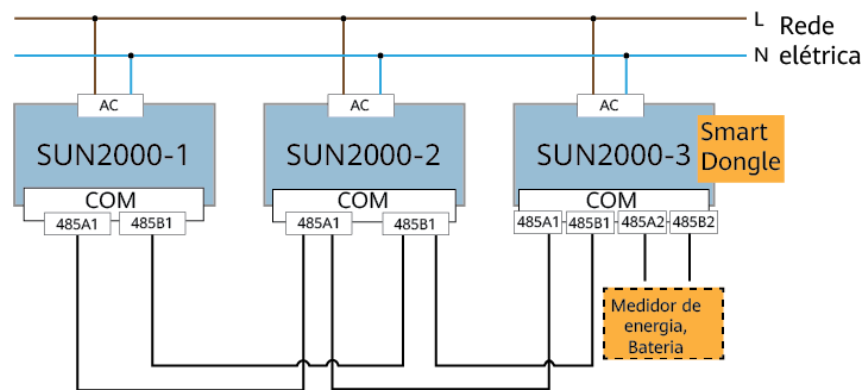 L
Rede
N
elétrica
AC
AC
AC
SUN2000-1
SUN2000-2
SUN2000-3
Smart
Dongle
COM
COM
COM
485A1
485B1
485A1
485B1
485A1
485B1
485A2
485B2
Medidor de
energia,
Bateria